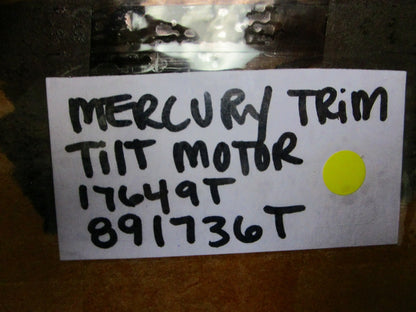 MERCURY TRiM
TilT MOTOR
17649T
891736T